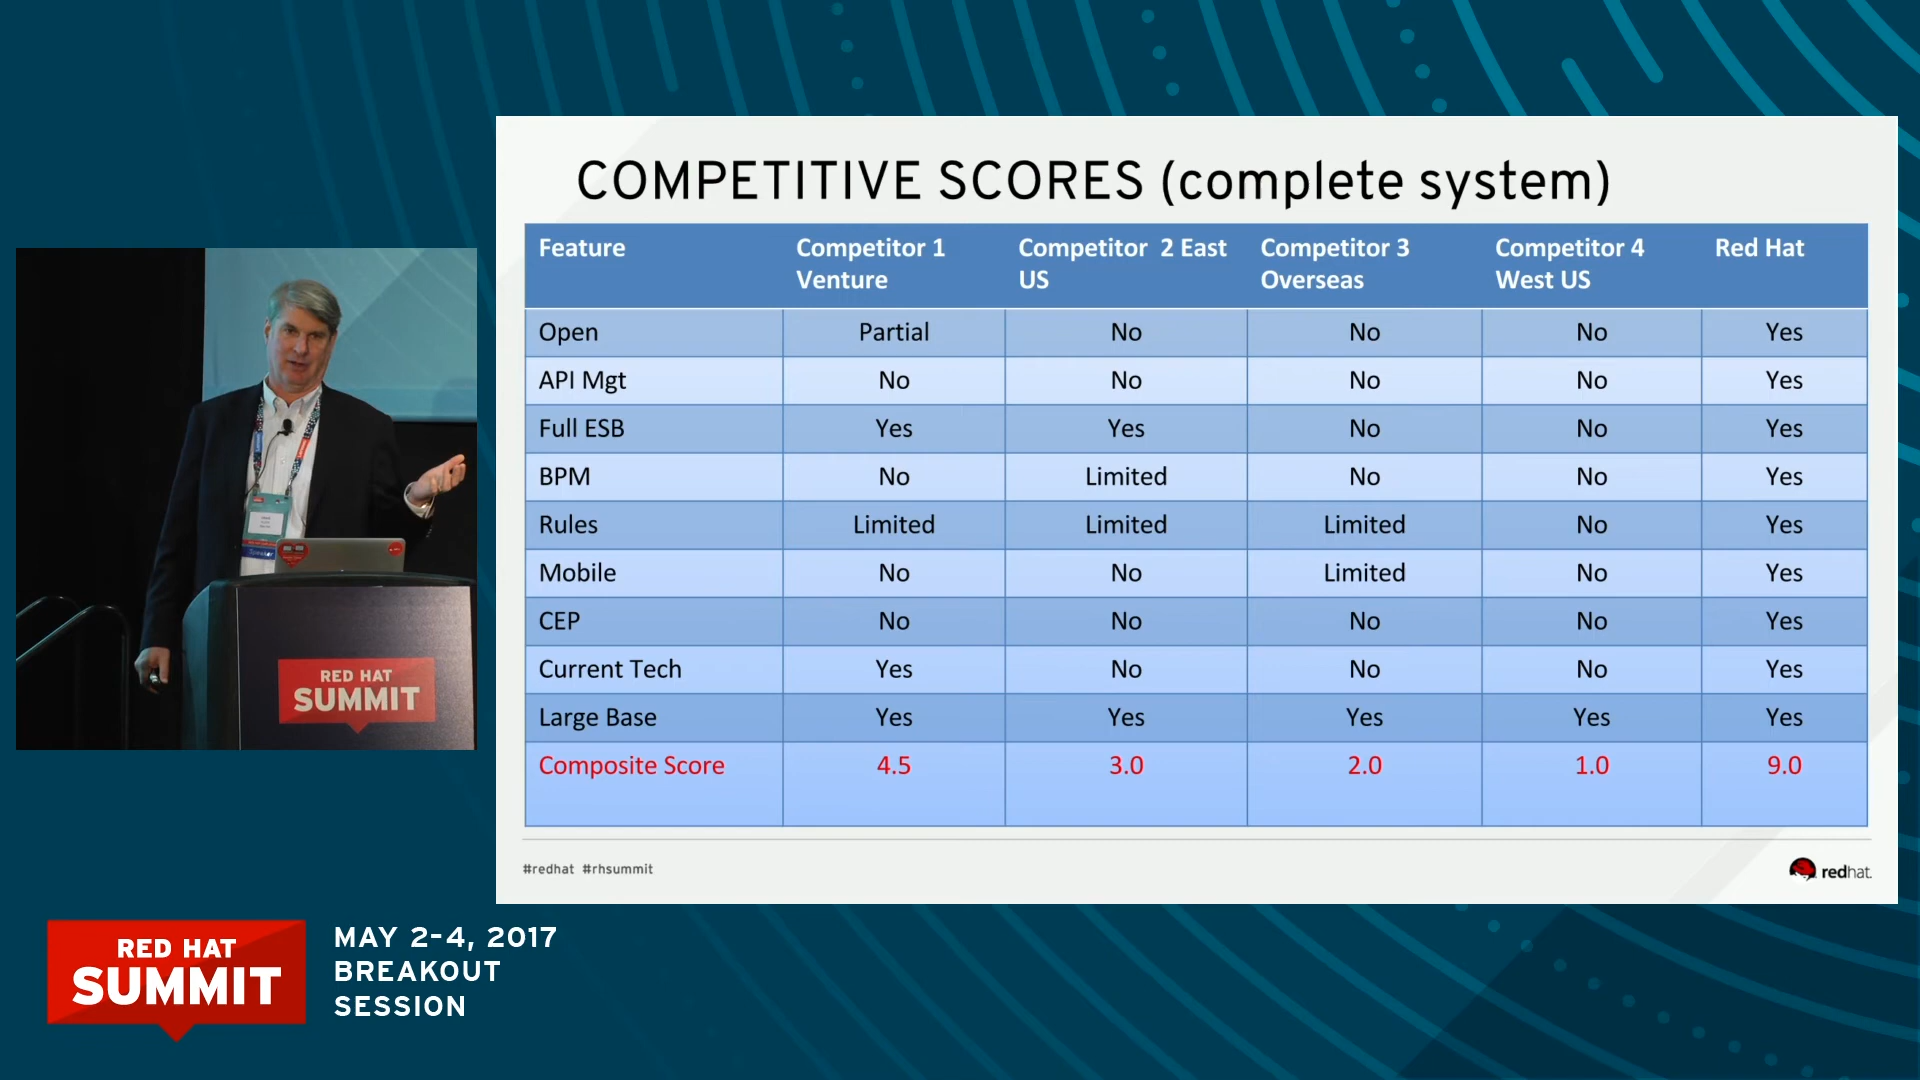 COMPETITIVE SCORES (complete system)
Feature Competitor 1 Venture Competitor 2 East US Competitor 3 Overseas Competitor 4 West US Red Hat
Open Partial No No No Yes
API Mgt No No No No Yes
Full ESB Yes Yes No No Yes
BPM No Limited No No Yes
Rules Limited Limited Limited No Yes
Mobile No No Limited No Yes
CEP No No No No Yes
Current Tech Yes No No No Yes
Large Base Yes Yes Yes Yes Yes
Composite Score 4.5 3.0 2.0 1.0 9.0
#redhat #rhsummit
redhat.
Speaker
RED HAT
SUMMIT
RED HAT
SUMMIT
MAY 2-4, 2017
BREAKOUT
SESSION